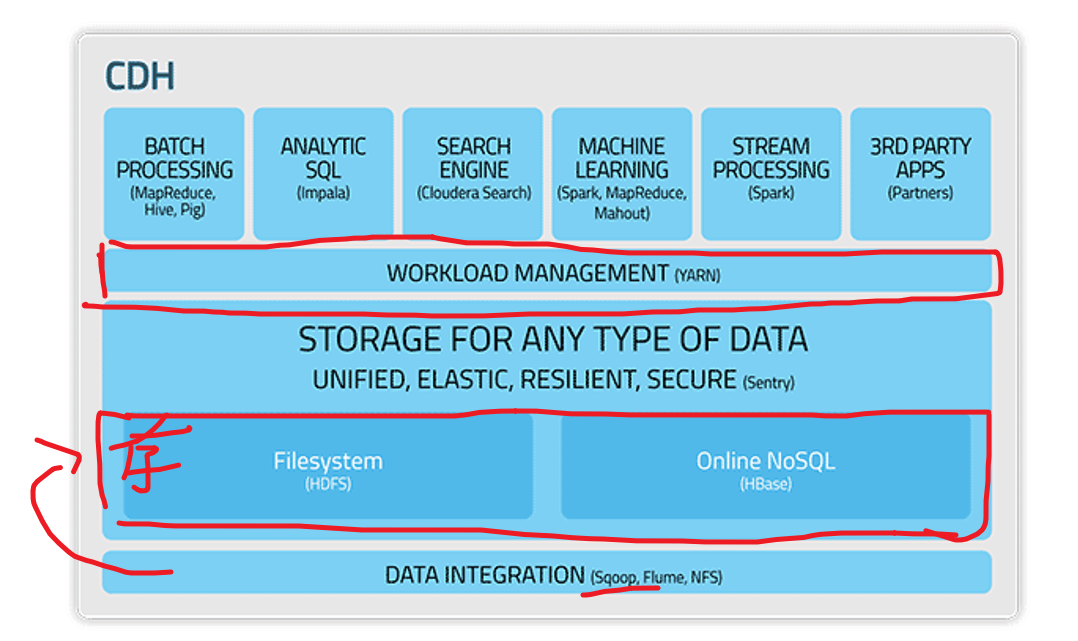 CDH
BATCH
PROCESSING
(MapReduce,
Hive, Pig)
ANALYTIC
SQL
(Impala)
SEARCH
ENGINE
(Cloudera Search)
MACHINE
LEARNING
(Spark, MapReduce,
Mahout)
STREAM
PROCESSING
(Spark)
3RD PARTY
APPS
(Partners)
WORKLOAD MANAGEMENT (YARN)
STORAGE FOR ANY TYPE OF DATA
UNIFIED, ELASTIC, RESILIENT, SECURE (Sentry)
存
Filesystem
(HDFS)
Online NoSQL
(HBase)
DATA INTEGRATION (Sqoop, Flume, NFS)